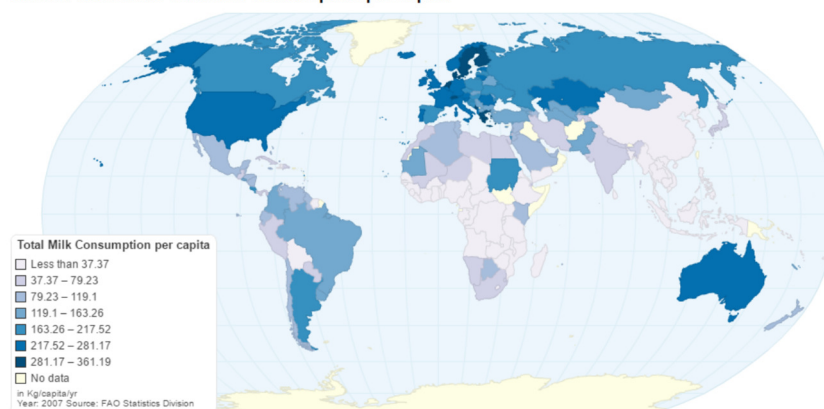 Total Milk Consumption per capita
Less than 37.37
37.37 – 79.23
79.23 – 119.1
119.1 – 163.26
163.26 – 217.52
217.52 – 281.17
281.17 – 361.19
No data
in Kg/capita/yr
Year: 2007 Source: FAO Statistics Division